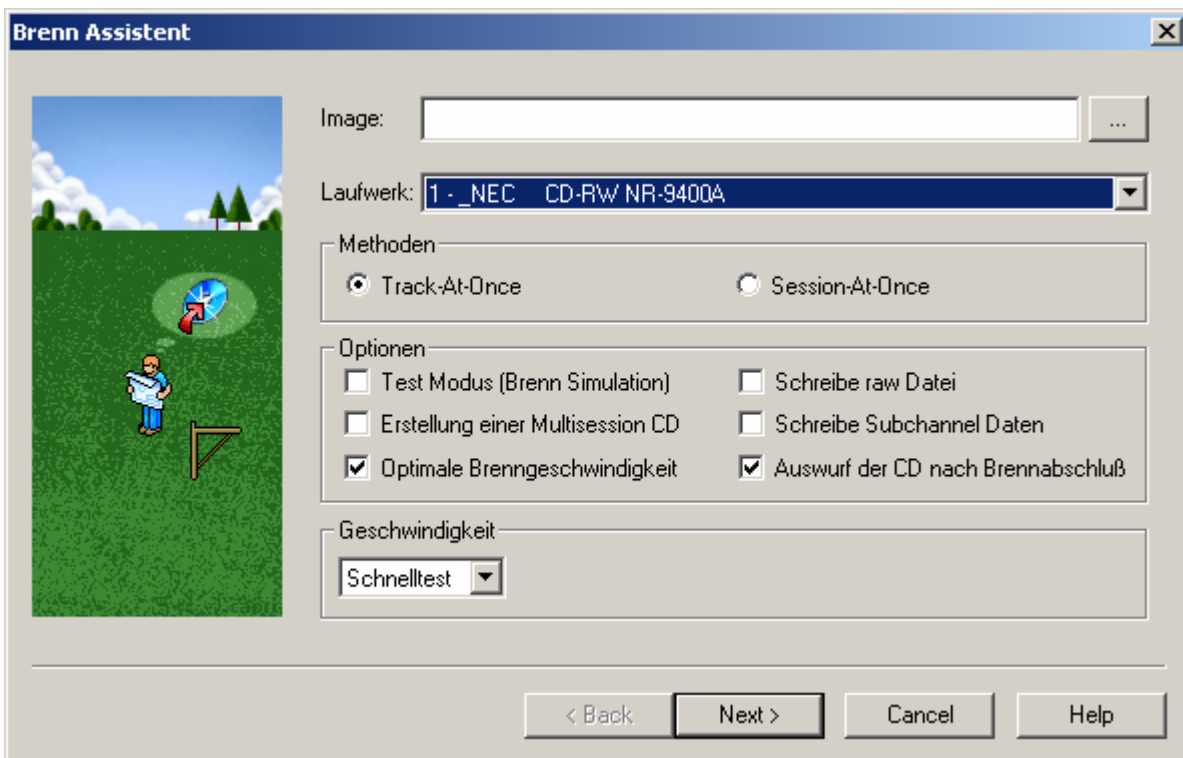 Brenn Assistent
Image:
...
Laufwerk: 1 - _NEC CD-RW NR-9400A
Methoden
Track-At-Once Session-At-Once
Optionen
Test Modus (Brenn Simulation) Schreibe raw Datei
Erstellung einer Multisession CD Schreibe Subchannel Daten
Optimale Brenngeschwindigkeit Auswurf der CD nach Brennabschluß
Geschwindigkeit
Schnelltest
< Back Next > Cancel Help